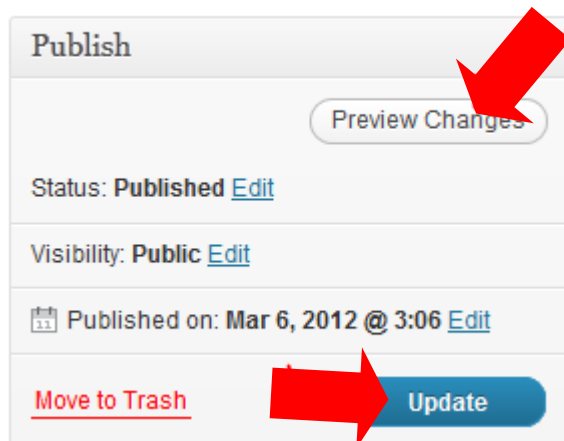 Publish
Preview Changes
Status: Published Edit
Visibility: Public Edit
11 Published on: Mar 6, 2012 @ 3:06 Edit
Move to Trash
Update